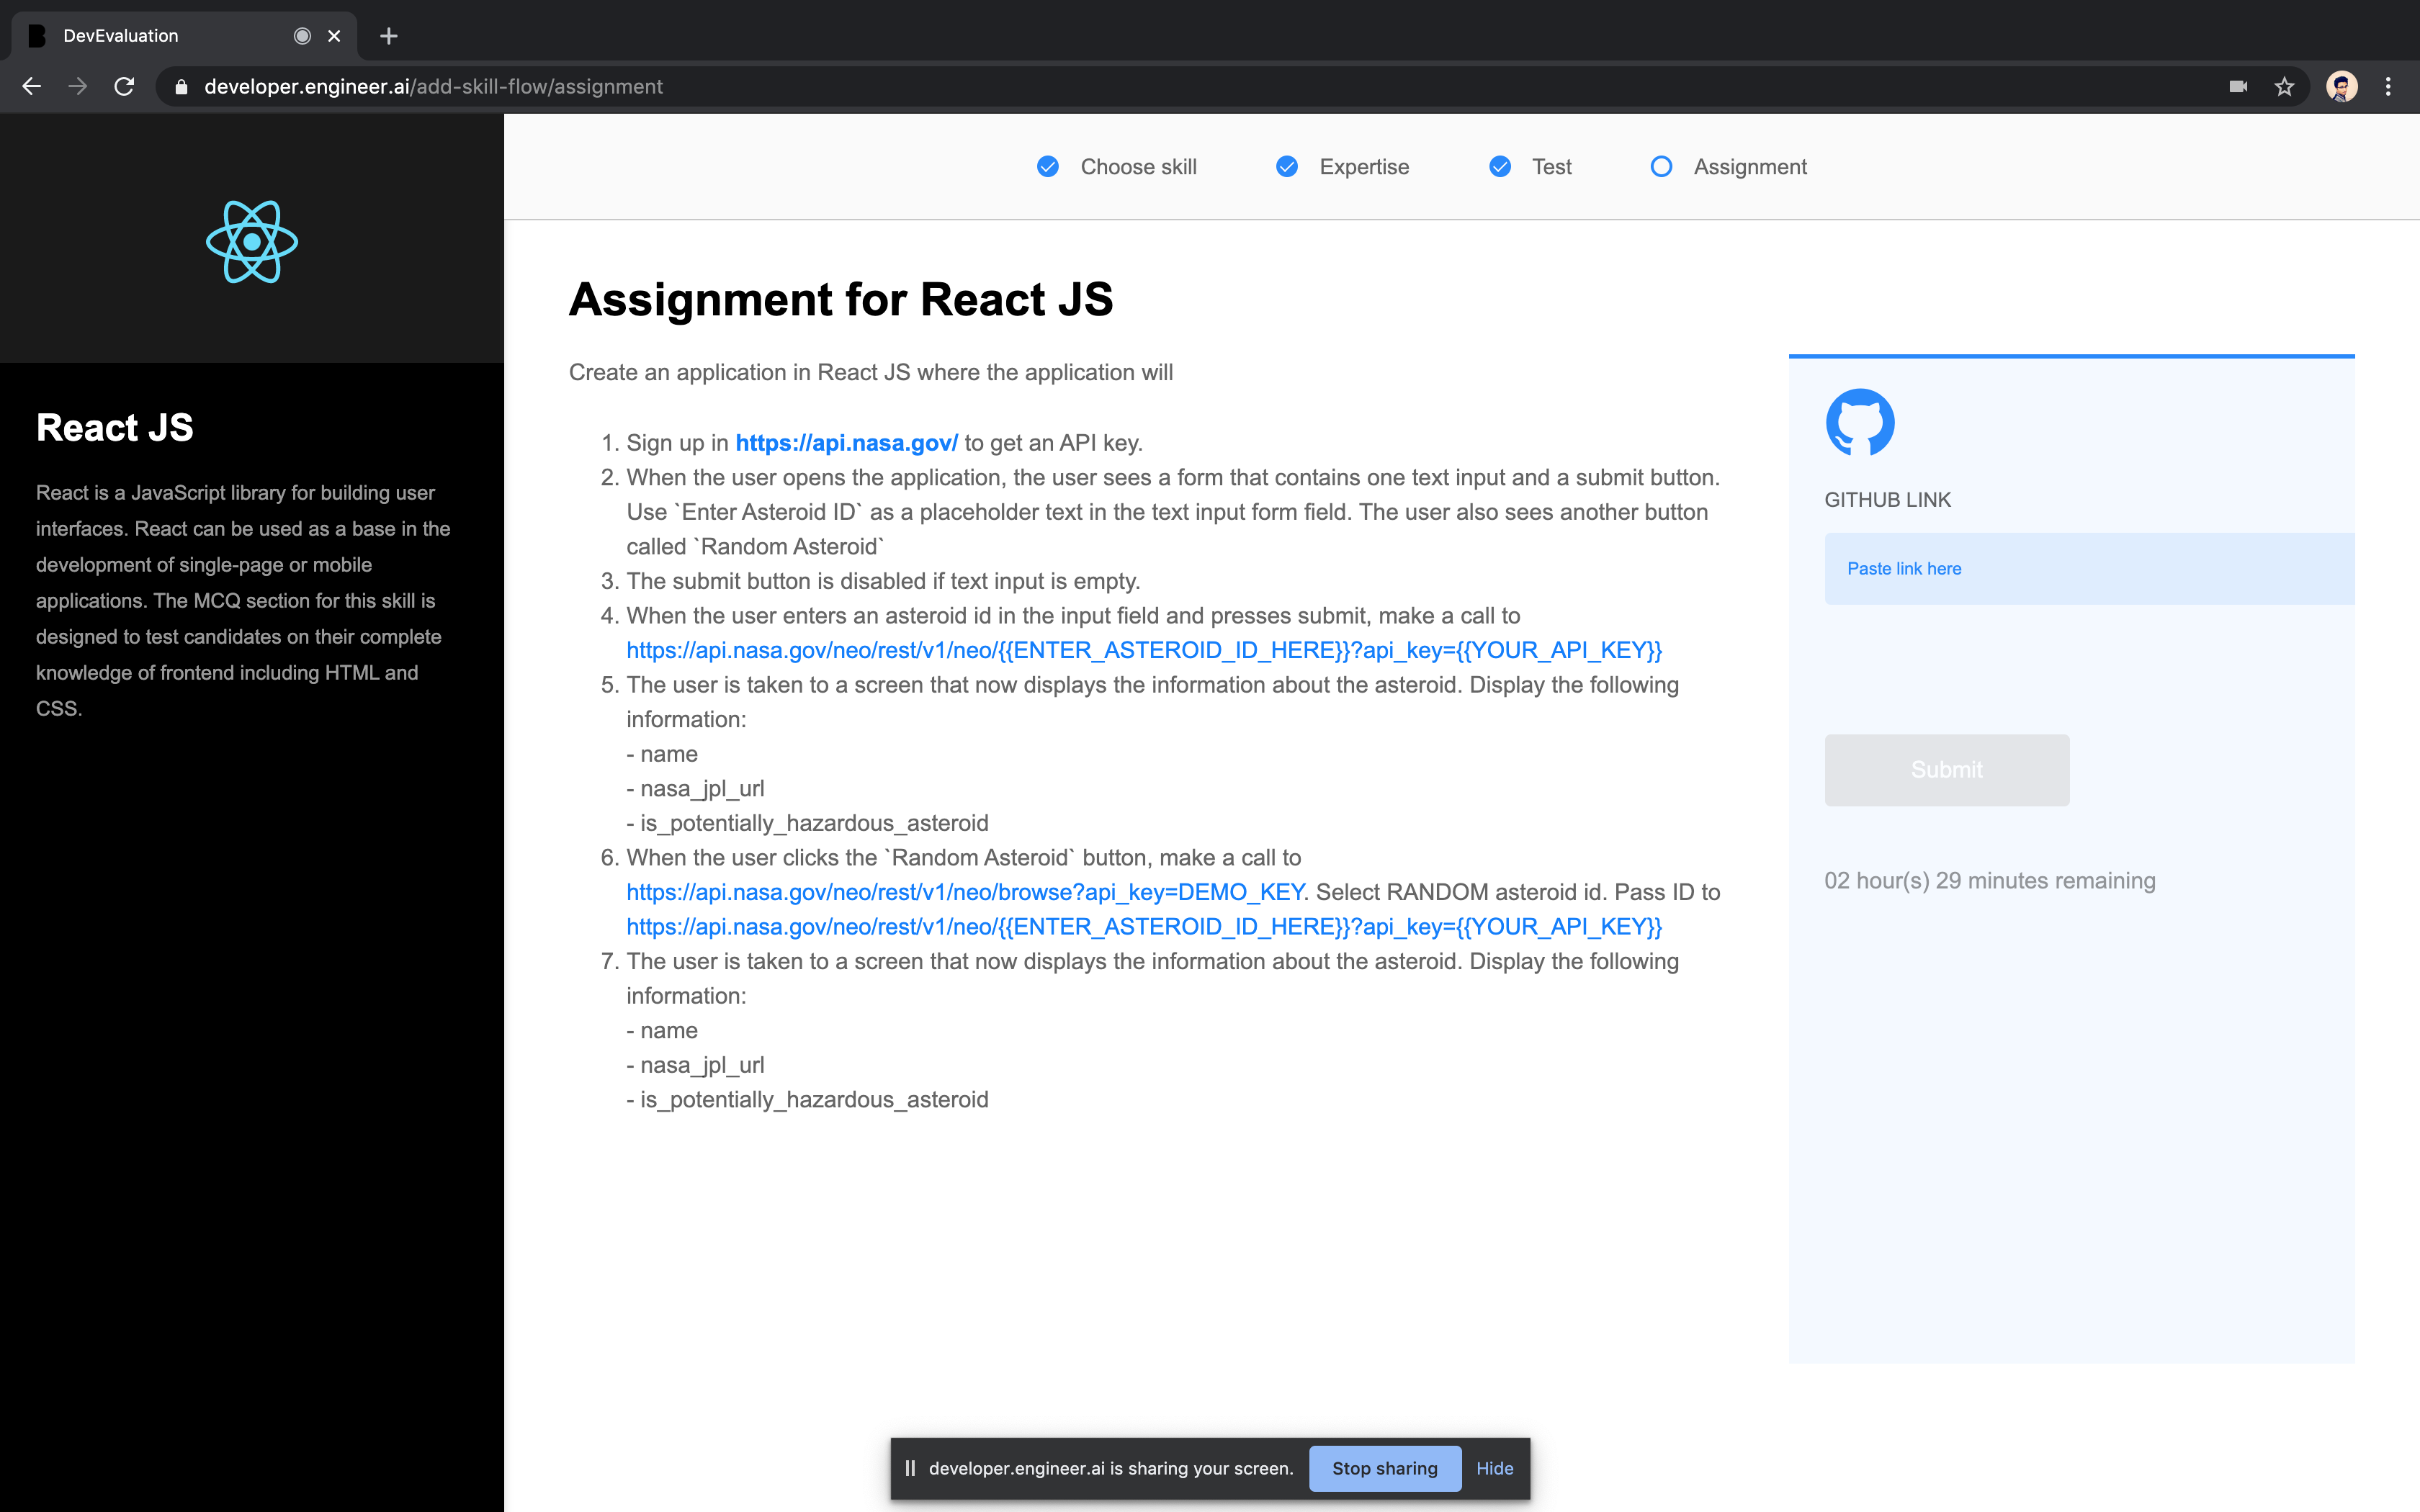 DevEvaluation
developer.engineer.ai/add-skill-flow/assignment
Choose skill
Expertise
Test
Assignment
React JS
React is a JavaScript library for building user
interfaces. React can be used as a base in the
development of single-page or mobile
applications. The MCQ section for this skill is
designed to test candidates on their complete
knowledge of frontend including HTML and
CSS.
Assignment for React JS
Create an application in React JS where the application will
1. Sign up in https://api.nasa.gov/ to get an API key.
2. When the user opens the application, the user sees a form that contains one text input and a submit button.
Use `Enter Asteroid ID` as a placeholder text in the text input form field. The user also sees another button
called `Random Asteroid`
3. The submit button is disabled if text input is empty.
4. When the user enters an asteroid id in the input field and presses submit, make a call to
https://api.nasa.gov/neo/rest/v1/neo/{{ENTER_ASTEROID_ID_HERE}}?api_key={{YOUR_API_KEY}}
5. The user is taken to a screen that now displays the information about the asteroid. Display the following
information:
- name
- nasa_jpl_url
- is_potentially_hazardous_asteroid
6. When the user clicks the `Random Asteroid` button, make a call to
https://api.nasa.gov/neo/rest/v1/neo/browse?api_key=DEMO_KEY. Select RANDOM asteroid id. Pass ID to
https://api.nasa.gov/neo/rest/v1/neo/{{ENTER_ASTEROID_ID_HERE}}?api_key={{YOUR_API_KEY}}
7. The user is taken to a screen that now displays the information about the asteroid. Display the following
information:
- name
- nasa_jpl_url
- is_potentially_hazardous_asteroid
GITHUB LINK
Paste link here
Submit
02 hour(s) 29 minutes remaining
developer.engineer.ai is sharing your screen.
Stop sharing
Hide